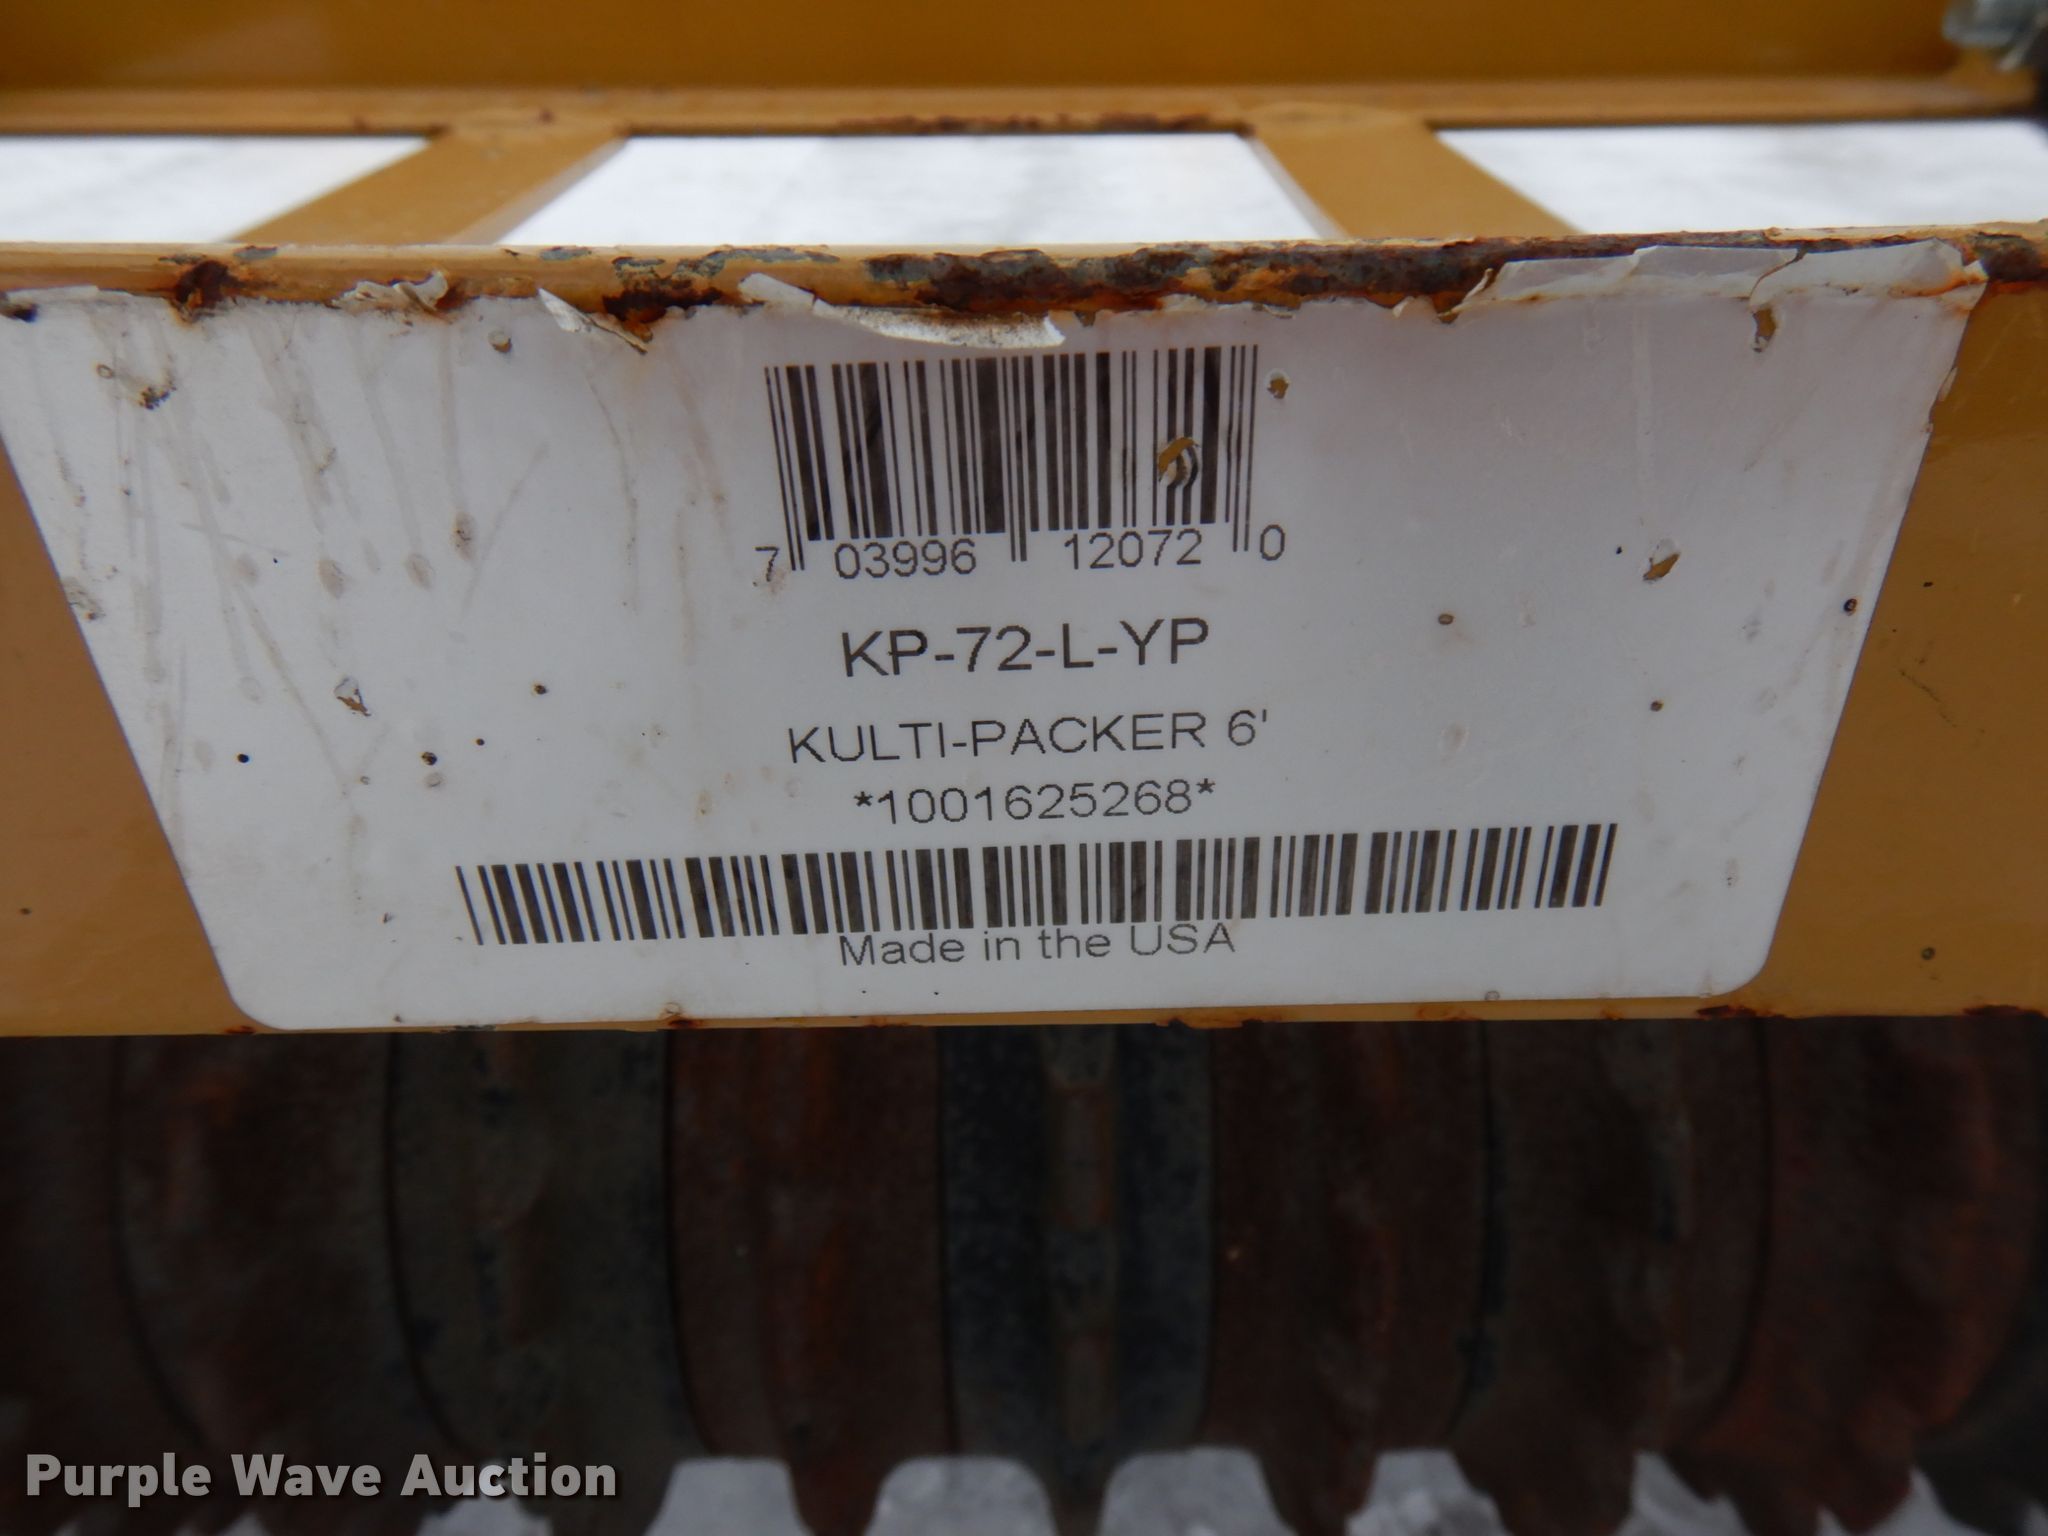 7 03996 12072 0
KP-72-L-YP
KULTI-PACKER 6'
*1001625268*
Made in the USA
Purple Wave Auction